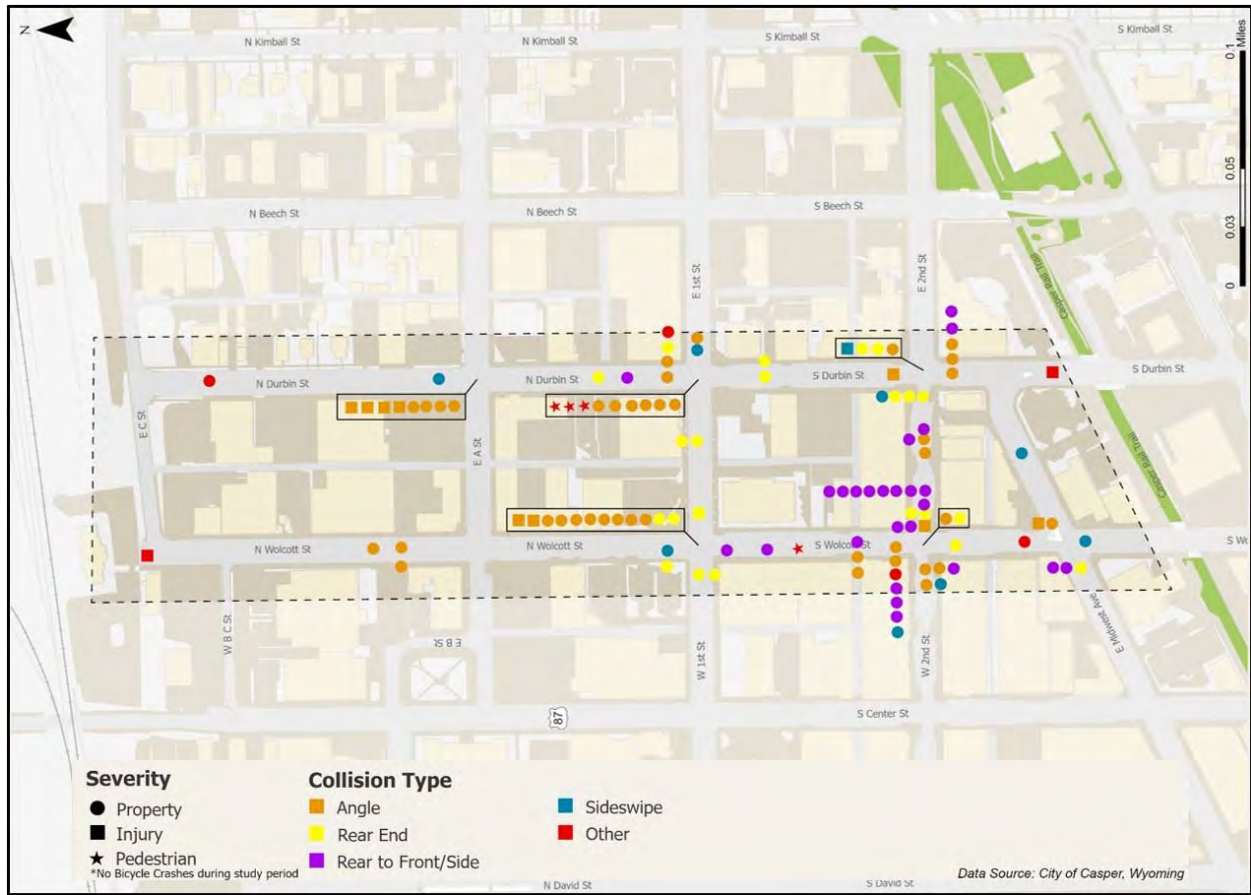 N
N Kimball St
N Kimball St
S Kimball St
S Kimball St
0.1
Miles
0.05
0.03
0
N Beech St
N Beech St
S Beech St
E 1st St
E 2nd St
Casper Rail Trail
N Durbin St
N Durbin St
S Durbin St
S Durbin St
E C St
E A St
Casper Rail Trail
N Wolcott St
N Wolcott St
S Wolcott St
S Wo
W B C St
E B St
W 1st St
W 2nd St
E Midwest Ave
87
S Center St
Severity
Property
Injury
Pedestrian
*No Bicycle Crashes during study period
Collision Type
Angle
Rear End
Rear to Front/Side
Sideswipe
Other
Data Source: City of Casper, Wyoming
N David St
S David St